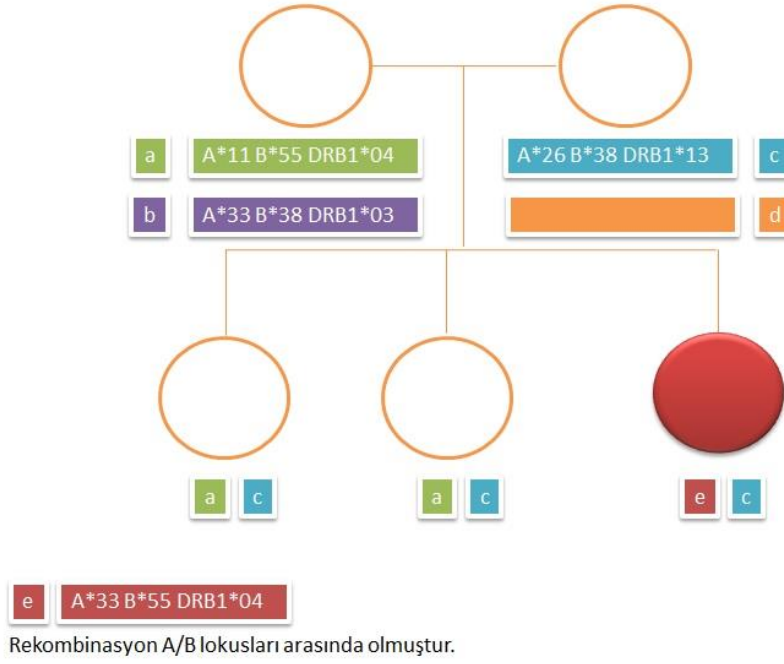 a A*11 B*55 DRB1*04 A*26 B*38 DRB1*13 c
b A*33 B*38 DRB1*03 d
a c a c e c
e A*33 B*55 DRB1*04
Rekombinasyon A/B lokusları arasında olmuştur.